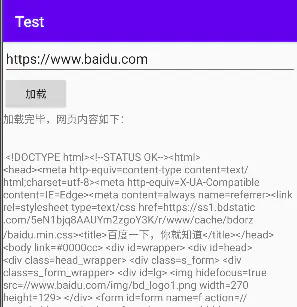 Test
https://www.baidu.com
加载
加载完毕，网页内容如下：
<!DOCTYPE html><!--STATUS OK--><html>
<head><meta http-equiv=content-type content=text/
html;charset=utf-8><meta http-equiv=X-UA-Compatible
content=IE=Edge><meta content=always name=referrer><link
rel=stylesheet type=text/css href=https://ss1.bdstatic
.com/5eN1bjq8AAUYm2zgoY3K/r/www/cache/bdorz
/baidu.min.css><title>百度一下，你就知道</title></head>
<body link=#0000cc> <div id=wrapper> <div id=head>
<div class=head_wrapper> <div class=s_form> <div
class=s_form_wrapper> <div id=lg> <img hidefocus=true
src=//www.baidu.com/img/bd_logo1.png width=270
height=129> </div> <form id=form name=f action=//